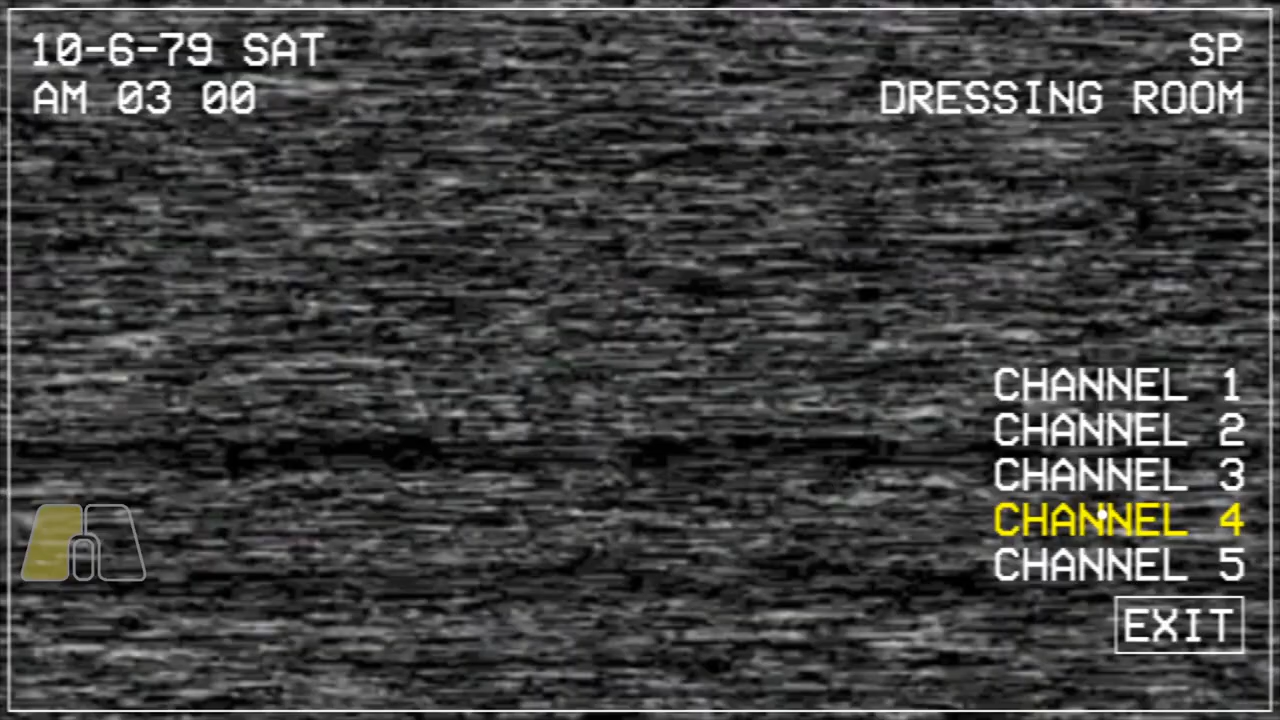 10-6-79 SAT
AM 03 00
SP
DRESSING ROOM
CHANNEL 1
CHANNEL 2
CHANNEL 3
CHANNEL 4
CHANNEL 5
EXIT